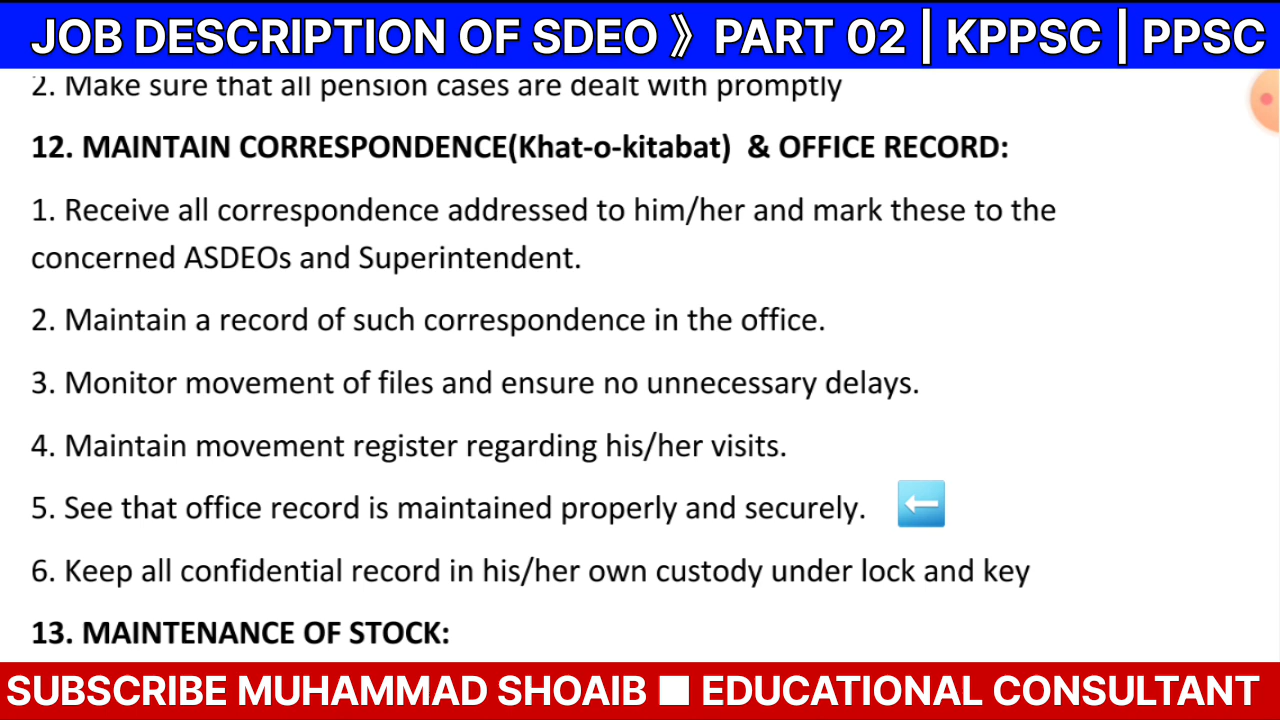 JOB DESCRIPTION OF SDEO 》PART 02 | KPPSC | PPSC
2. Make sure that all pension cases are dealt with promptly
12. MAINTAIN CORRESPONDENCE(Khat-o-kitabat)  & OFFICE RECORD:
1. Receive all correspondence addressed to him/her and mark these to the
concerned ASDEOs and Superintendent.
2. Maintain a record of such correspondence in the office.
3. Monitor movement of files and ensure no unnecessary delays.
4. Maintain movement register regarding his/her visits.
5. See that office record is maintained properly and securely. ⬅
6. Keep all confidential record in his/her own custody under lock and key
13. MAINTENANCE OF STOCK:
SUBSCRIBE MUHAMMAD SHOAIB ■ EDUCATIONAL CONSULTANT